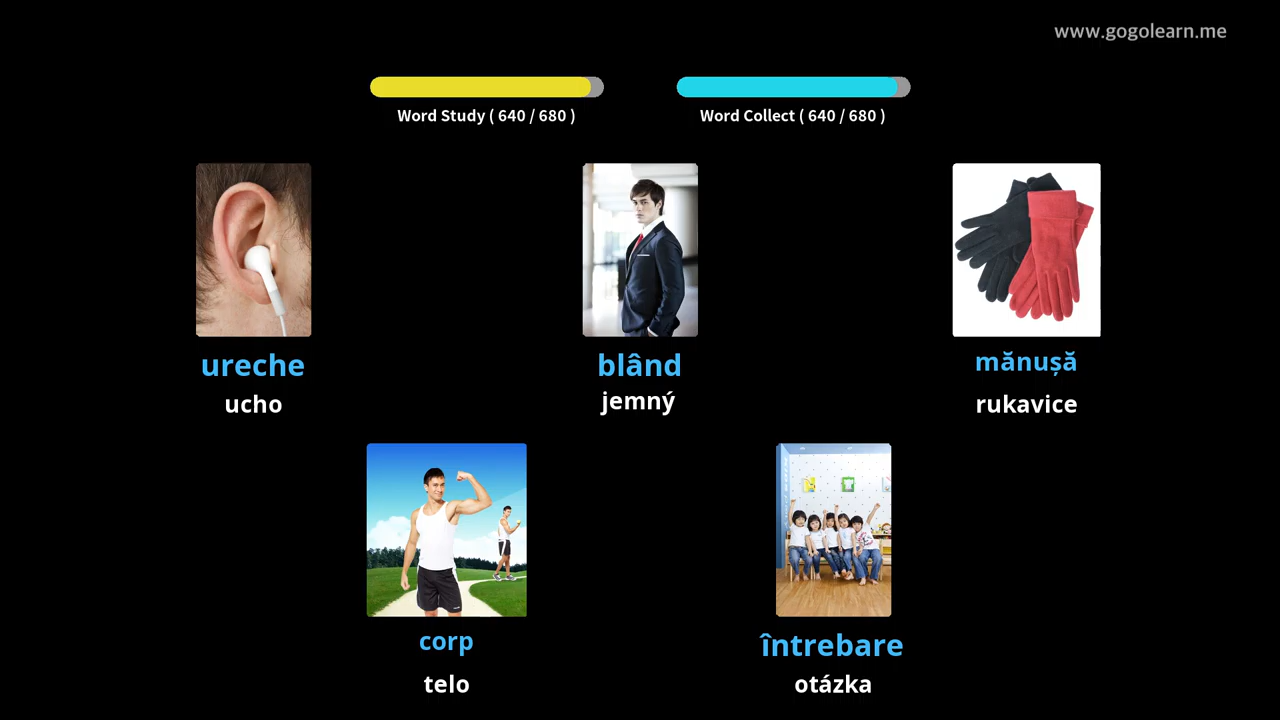 www.gogolearn.me
Word Study ( 640 / 680 )
Word Collect ( 640 / 680 )
ureche
blând
mănușă
ucho
jemný
rukavice
corp
întrebare
telo
otázka